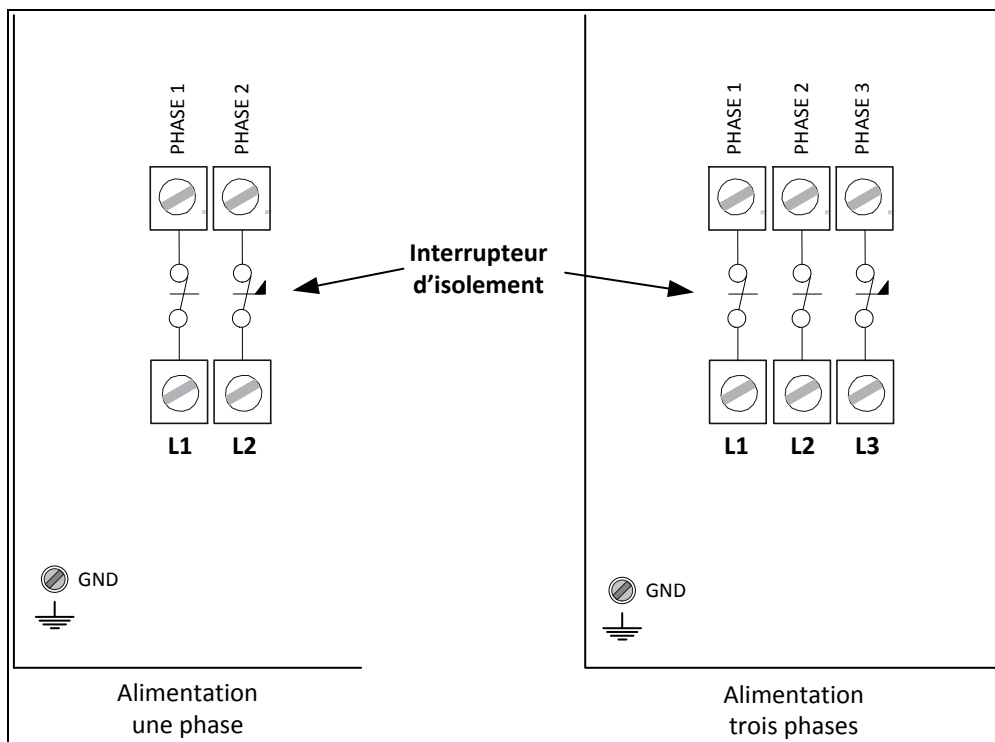 PHASE 1
PHASE 2
L1
L2
GND
Alimentation
une phase
Interrupteur
d'isolement
PHASE 1
PHASE 2
PHASE 3
L1
L2
L3
GND
Alimentation
trois phases